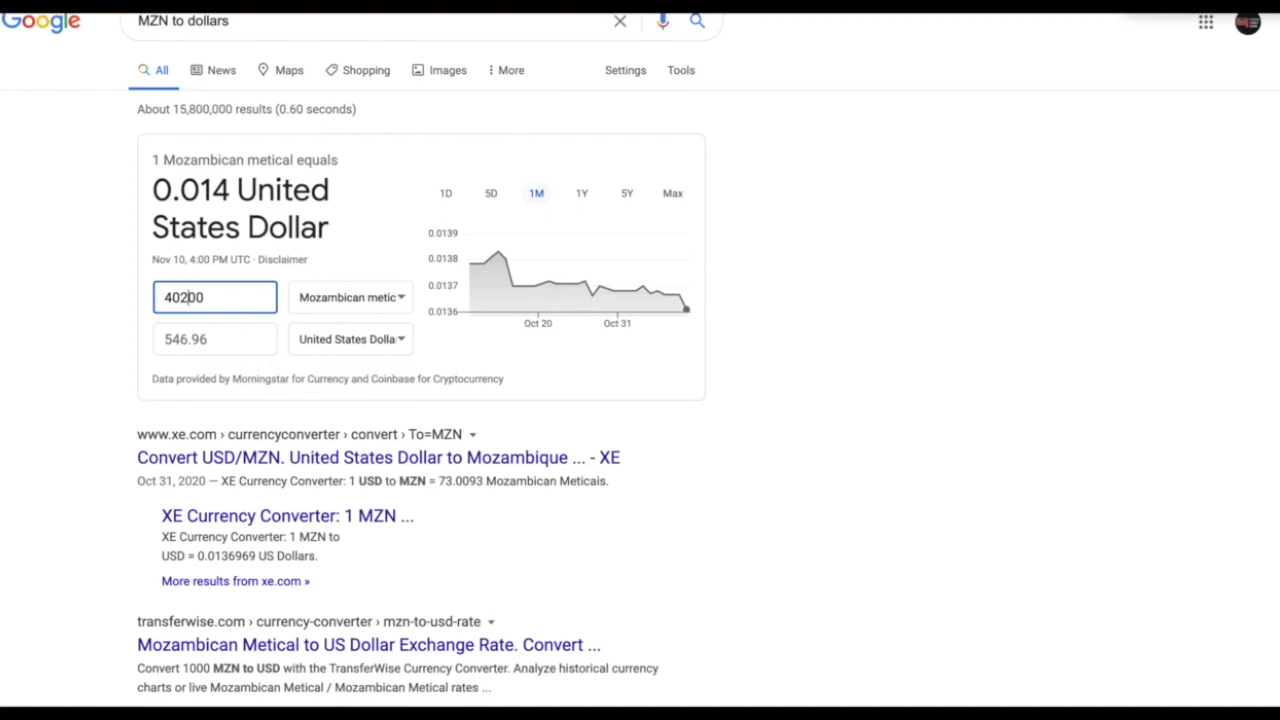 Google
MZN to dollars
All News Maps Shopping Images More Settings Tools
About 15,800,000 results (0.60 seconds)
1 Mozambican metical equals
0.014 United
States Dollar
Nov 10, 4:00 PM UTC · Disclaimer
40200 Mozambican metic
546.96 United States Dolla
1D 5D 1M 1Y 5Y Max
0.0139
0.0138
0.0137
0.0136
Oct 20 Oct 31
Data provided by Morningstar for Currency and Coinbase for Cryptocurrency
www.xe.com › currencyconverter › convert › To=MZN
Convert USD/MZN. United States Dollar to Mozambique ... - XE
Oct 31, 2020 — XE Currency Converter: 1 USD to MZN = 73.0093 Mozambican Meticais.
XE Currency Converter: 1 MZN ...
XE Currency Converter: 1 MZN to
USD = 0.0136969 US Dollars.
More results from xe.com »
transferwise.com › currency-converter › mzn-to-usd-rate
Mozambican Metical to US Dollar Exchange Rate. Convert ...
Convert 1000 MZN to USD with the TransferWise Currency Converter. Analyze historical currency
charts or live Mozambican Metical / Mozambican Metical rates ...